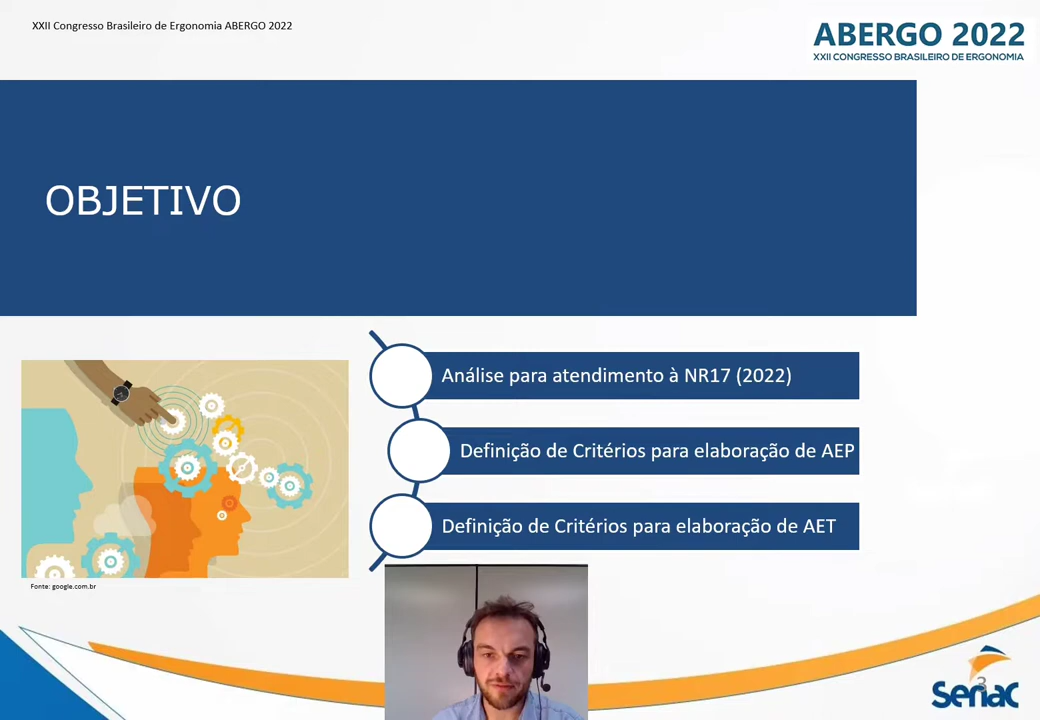 XXII Congresso Brasileiro de Ergonomia ABERGO 2022
ABERGO 2022
XXII CONGRESSO BRASILEIRO DE ERGONOMIA
OBJETIVO
Análise para atendimento à NR17 (2022)
Definição de Critérios para elaboração de AEP
Definição de Critérios para elaboração de AET
Fonte: google.com.br
3
Senac